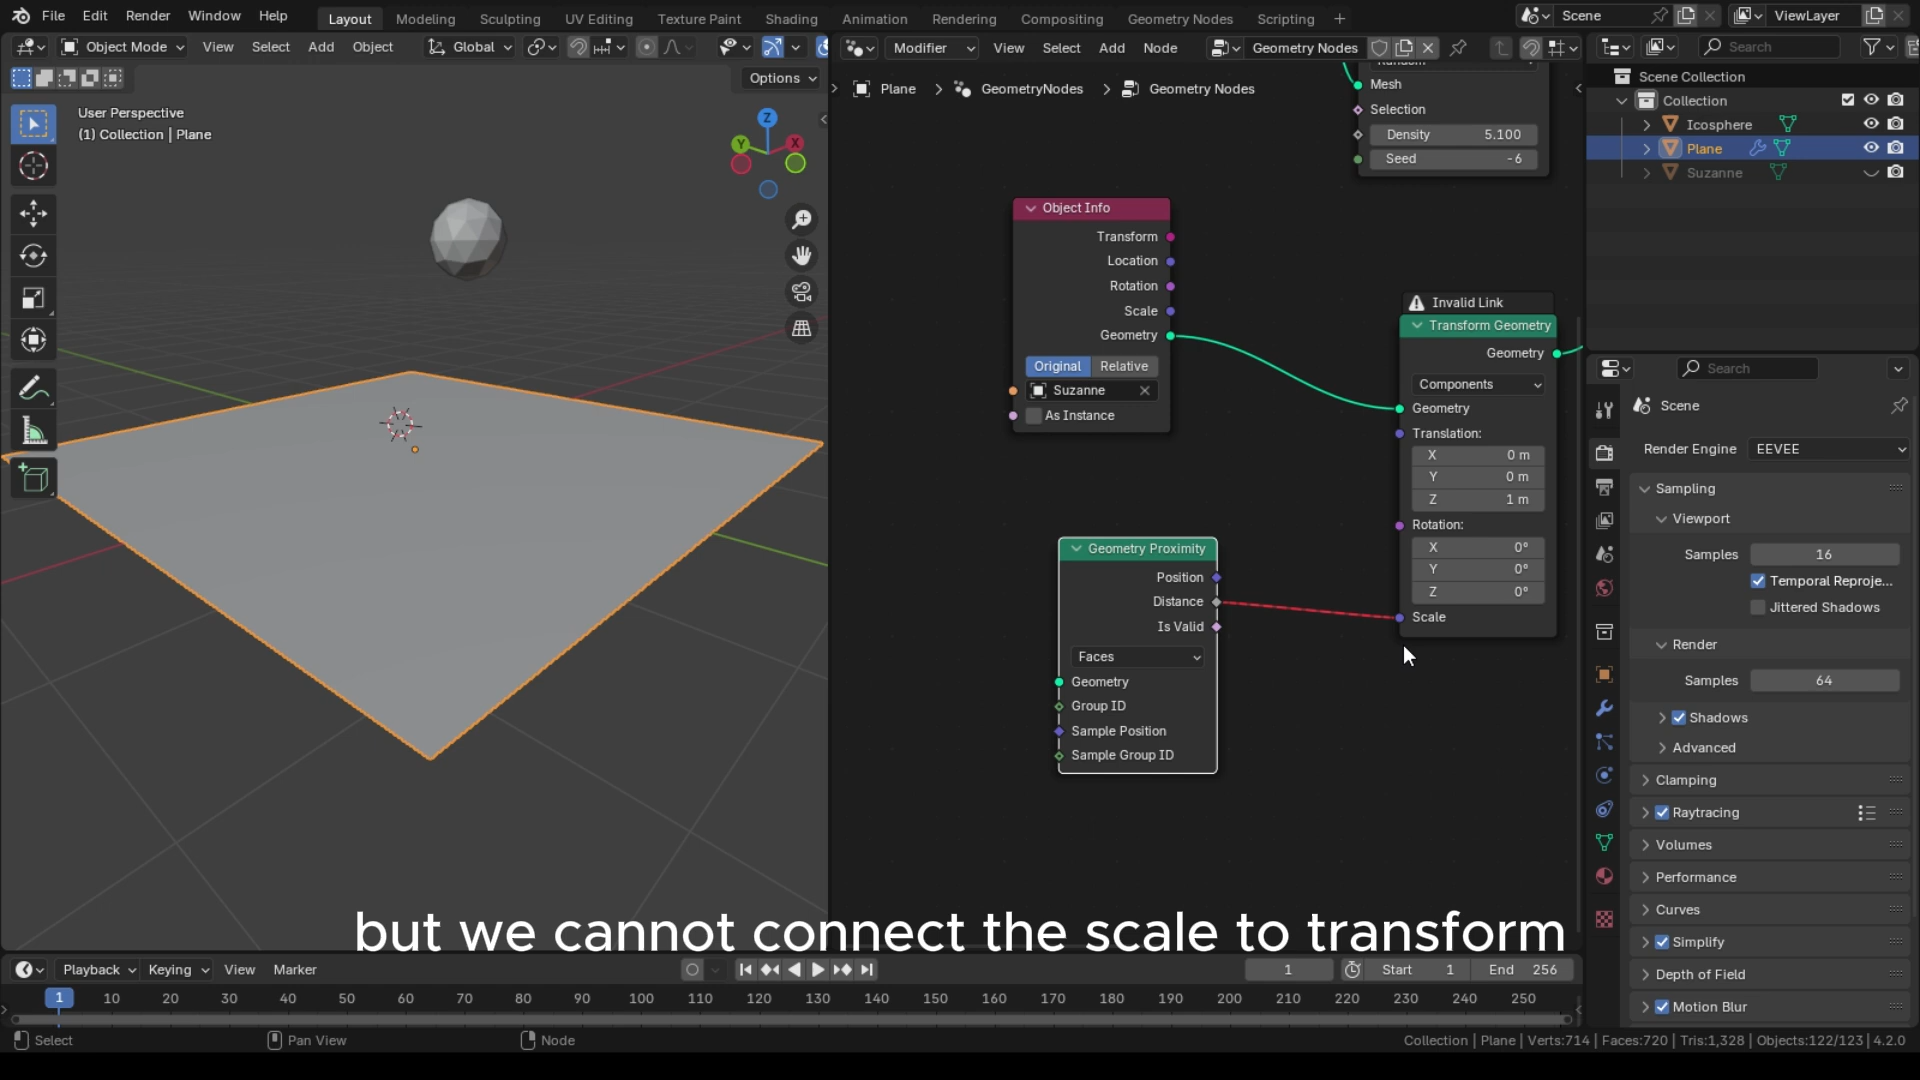 File Edit Render Window Help Layout Modeling Sculpting UV Editing Texture Paint Shading Animation Rendering Compositing Geometry Nodes Scripting + Scene ViewLayer
Object Mode View Select Add Object Global
Modifier View Select Add Node Geometry Nodes
Search
Options
User Perspective
(1) Collection | Plane
Z
Y
X
Plane > GeometryNodes > Geometry Nodes
Mesh
Selection
Density 5.100
Seed -6
Object Info
Transform
Location
Rotation
Scale
Geometry
Original Relative
Suzanne
As Instance
Invalid Link
Transform Geometry
Geometry
Components
Geometry
Translation:
X 0 m
Y 0 m
Z 1 m
Rotation:
X 0°
Y 0°
Z 0°
Scale
Geometry Proximity
Position
Distance
Is Valid
Faces
Geometry
Group ID
Sample Position
Sample Group ID
Scene Collection
Collection
Icosphere
Plane
Suzanne
Search
Scene
Render Engine EEVEE
Sampling
Viewport
Samples 16
Temporal Reproje...
Jittered Shadows
Render
Samples 64
Shadows
Advanced
Clamping
Raytracing
Volumes
Performance
Curves
Simplify
Depth of Field
Motion Blur
but we cannot connect the scale to transform
Playback Keying View Marker 1 Start 1 End 256
1 10 20 30 40 50 60 70 80 90 100 110 120 130 140 150 160 170 180 190 200 210 220 230 240 250
Select Pan View Node Collection | Plane | Verts:714 | Faces:720 | Tris:1,328 | Objects:122/123 | 4.2.0